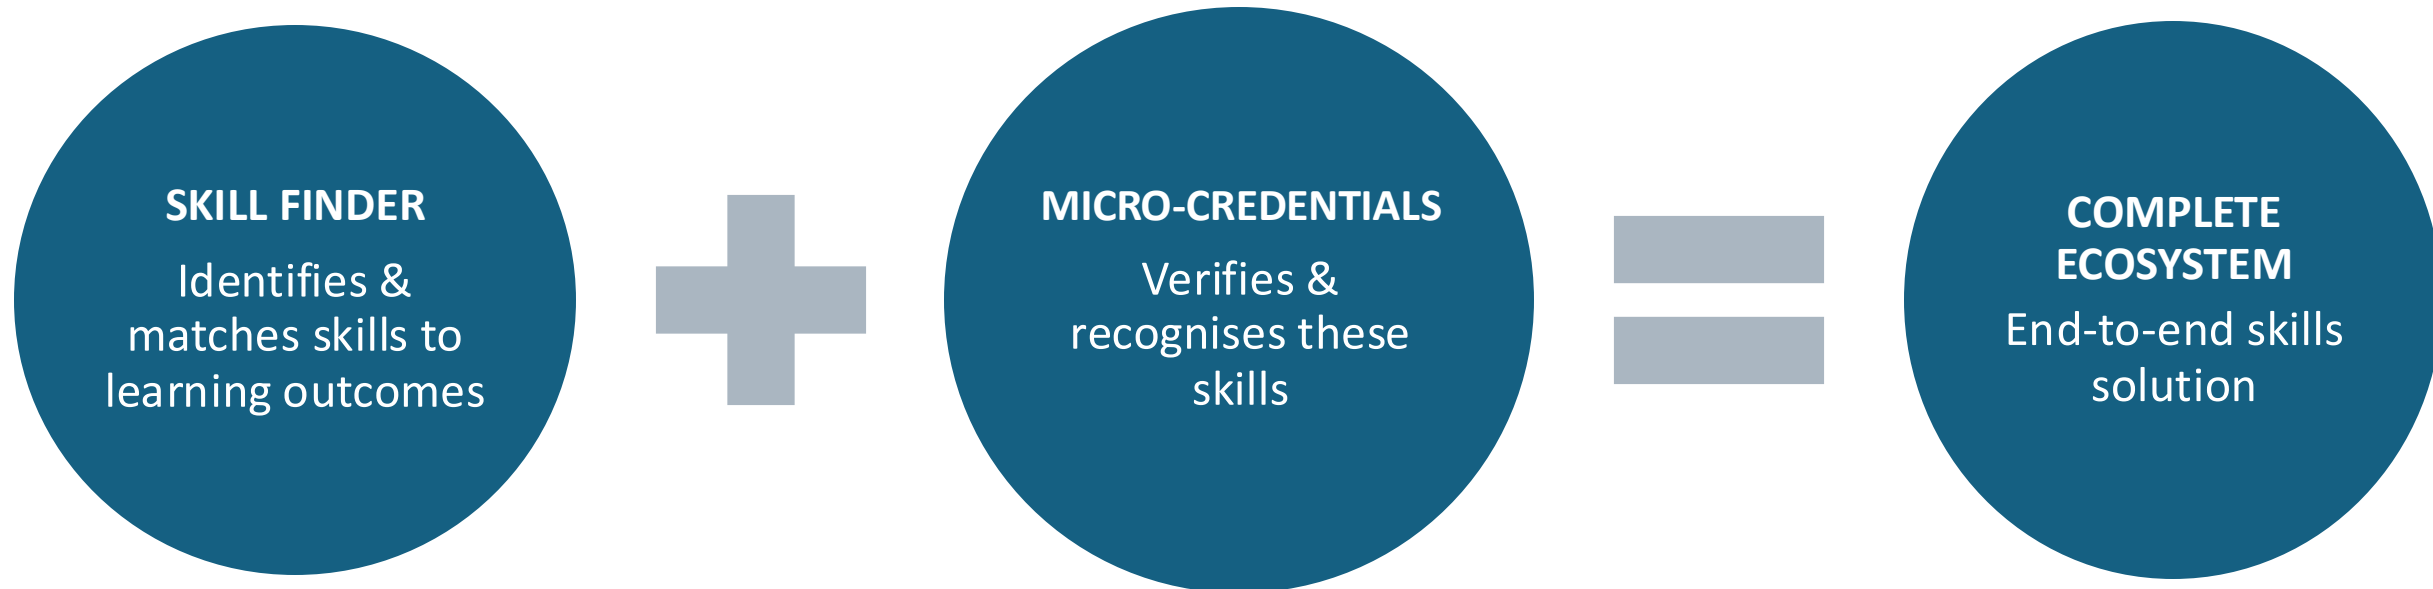 SKILL FINDER
Identifies &
matches skills to
learning outcomes
MICRO-CREDENTIALS
Verifies &
recognises these
skills
COMPLETE
ECOSYSTEM
End-to-end skills
solution